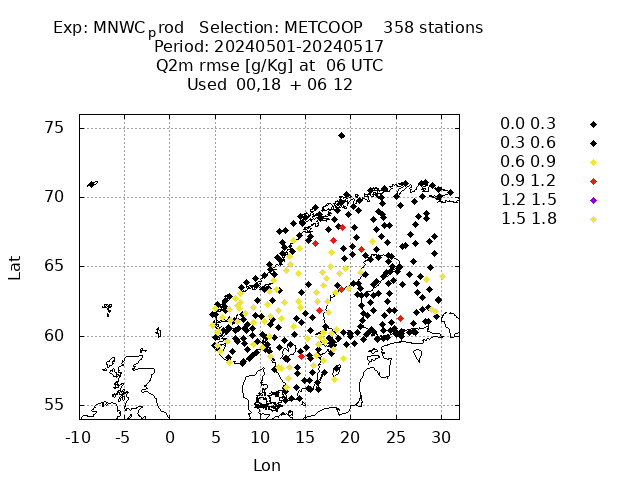 Exp: MNWCprod Selection: METCOOP 358 stations
Period: 20240501-20240517
Q2m rmse [g/Kg] at 06 UTC
Used 00,18 + 06 12
75
70
65
60
55
Lat
-10 -5 0 5 10 15 20 25 30
Lon
0.0 0.3
0.3 0.6
0.6 0.9
0.9 1.2
1.2 1.5
1.5 1.8